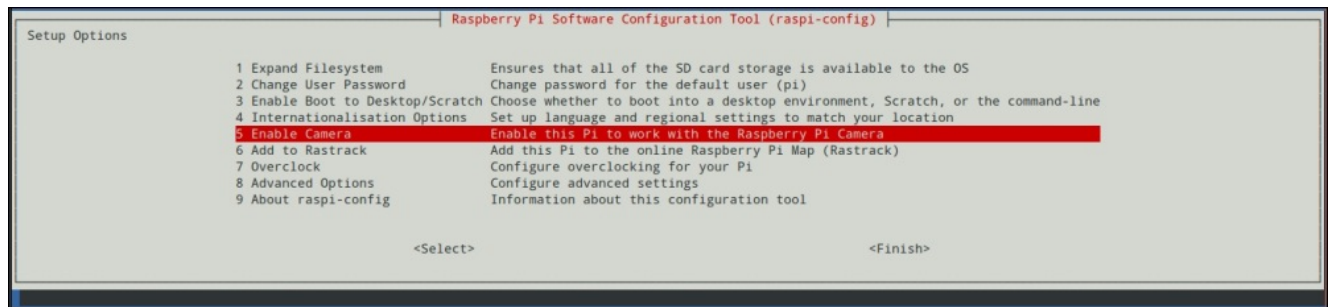 Raspberry Pi Software Configuration Tool (raspi-config)
Setup Options
1 Expand Filesystem Ensures that all of the SD card storage is available to the OS
2 Change User Password Change password for the default user (pi)
3 Enable Boot to Desktop/Scratch Choose whether to boot into a desktop environment, Scratch, or the command-line
4 Internationalisation Options Set up language and regional settings to match your location
5 Enable Camera Enable this Pi to work with the Raspberry Pi Camera
6 Add to Rastrack Add this Pi to the online Raspberry Pi Map (Rastrack)
7 Overclock Configure overclocking for your Pi
8 Advanced Options Configure advanced settings
9 About raspi-config Information about this configuration tool
<Select> <Finish>